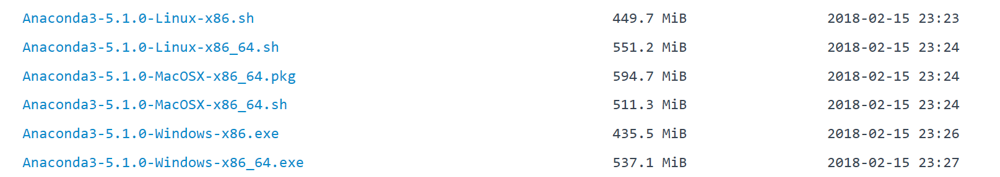 Anaconda3-5.1.0-Linux-x86.sh 449.7 MiB 2018-02-15 23:23
Anaconda3-5.1.0-Linux-x86_64.sh 551.2 MiB 2018-02-15 23:24
Anaconda3-5.1.0-MacOSX-x86_64.pkg 594.7 MiB 2018-02-15 23:24
Anaconda3-5.1.0-MacOSX-x86_64.sh 511.3 MiB 2018-02-15 23:24
Anaconda3-5.1.0-Windows-x86.exe 435.5 MiB 2018-02-15 23:26
Anaconda3-5.1.0-Windows-x86_64.exe 537.1 MiB 2018-02-15 23:27